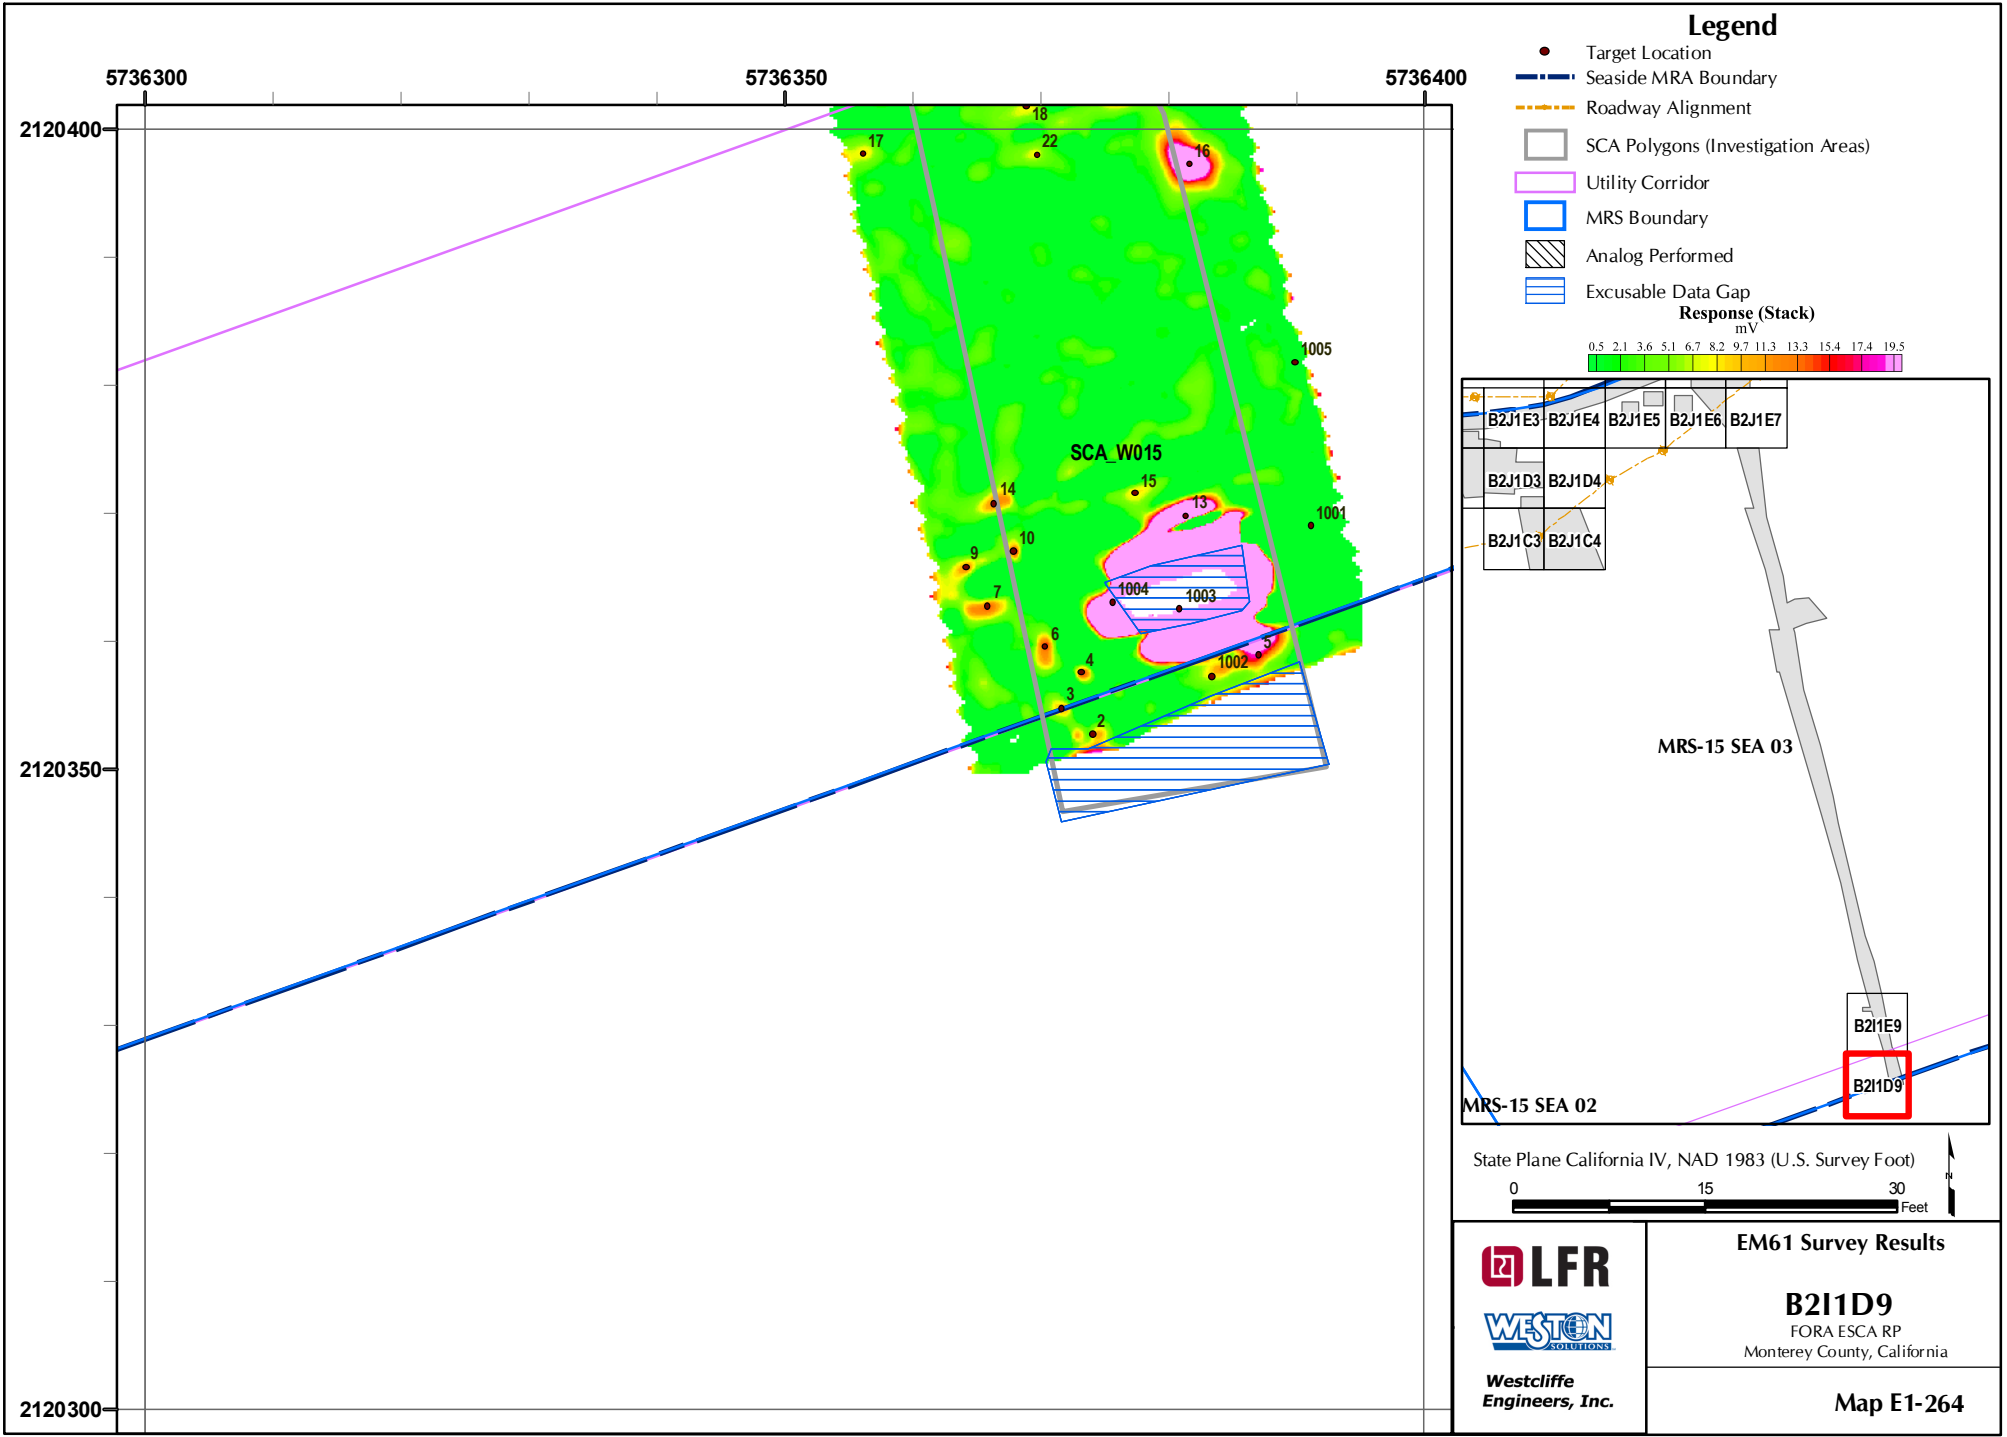 5736300
5736350
5736400
2120400
2120350
2120300
18
17
22
16
1005
SCA_W015
15
14
13
1001
10
9
1004
7
1003
6
5
4
1002
3
2
Legend
Target Location
Seaside MRA Boundary
Roadway Alignment
SCA Polygons (Investigation Areas)
Utility Corridor
MRS Boundary
Analog Performed
Excusable Data Gap
Response (Stack)
mV
0.5 2.1 3.6 5.1 6.7 8.2 9.7 11.3 13.3 15.4 17.4 19.5
B2J1E3 B2J1E4 B2J1E5 B2J1E6 B2J1E7
B2J1D3 B2J1D4
B2J1C3 B2J1C4
MRS-15 SEA 03
B2I1E9
B2I1D9
MRS-15 SEA 02
State Plane California IV, NAD 1983 (U.S. Survey Foot)
N
0 15 30
Feet
LFR
WESTON
SOLUTIONS
Westcliffe
Engineers, Inc.
EM61 Survey Results
B2I1D9
FORA ESCA RP
Monterey County, California
Map E1-264